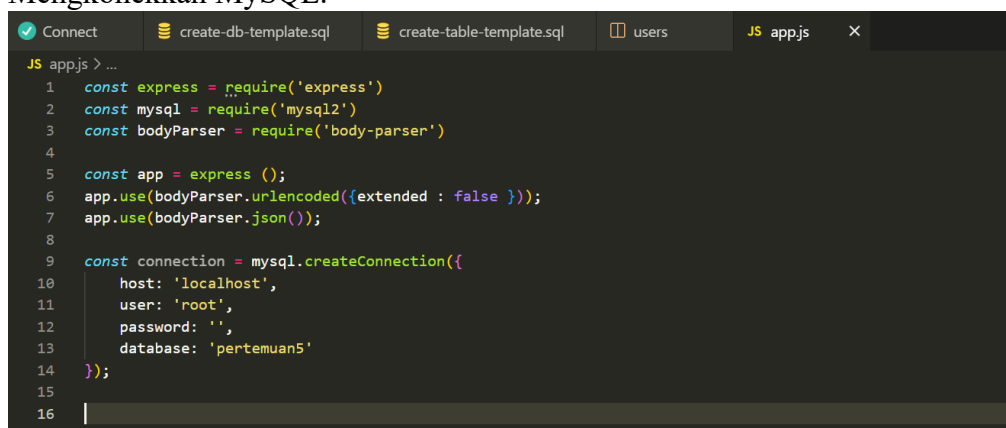 Mengkoneksikan MySQL.
Connect create-db-template.sql create-table-template.sql users JS app.js ×
JS app.js > ...
1 const express = require('express')
2 const mysql = require('mysql2')
3 const bodyParser = require('body-parser')
4
5 const app = express ();
6 app.use(bodyParser.urlencoded({extended : false }));
7 app.use(bodyParser.json());
8
9 const connection = mysql.createConnection({
10 host: 'localhost',
11 user: 'root',
12 password: '',
13 database: 'pertemuan5'
14 });
15
16